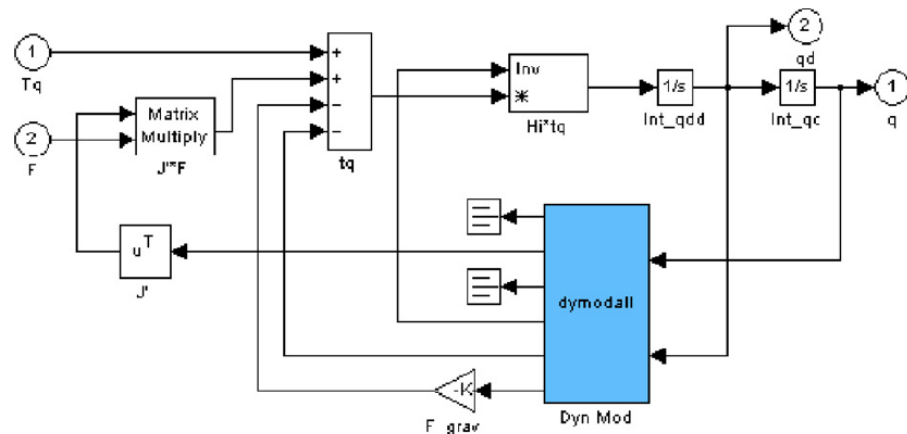 1
Tq
2
F
Matrix
Multiply
J'*F
u^T
J'
+
+
−
−
tq
Inv
*
Hi*tq
1/s
Int_qdd
1/s
Int_qc
2
qd
1
q
dymodall
Dyn Mod
-K
F_grav